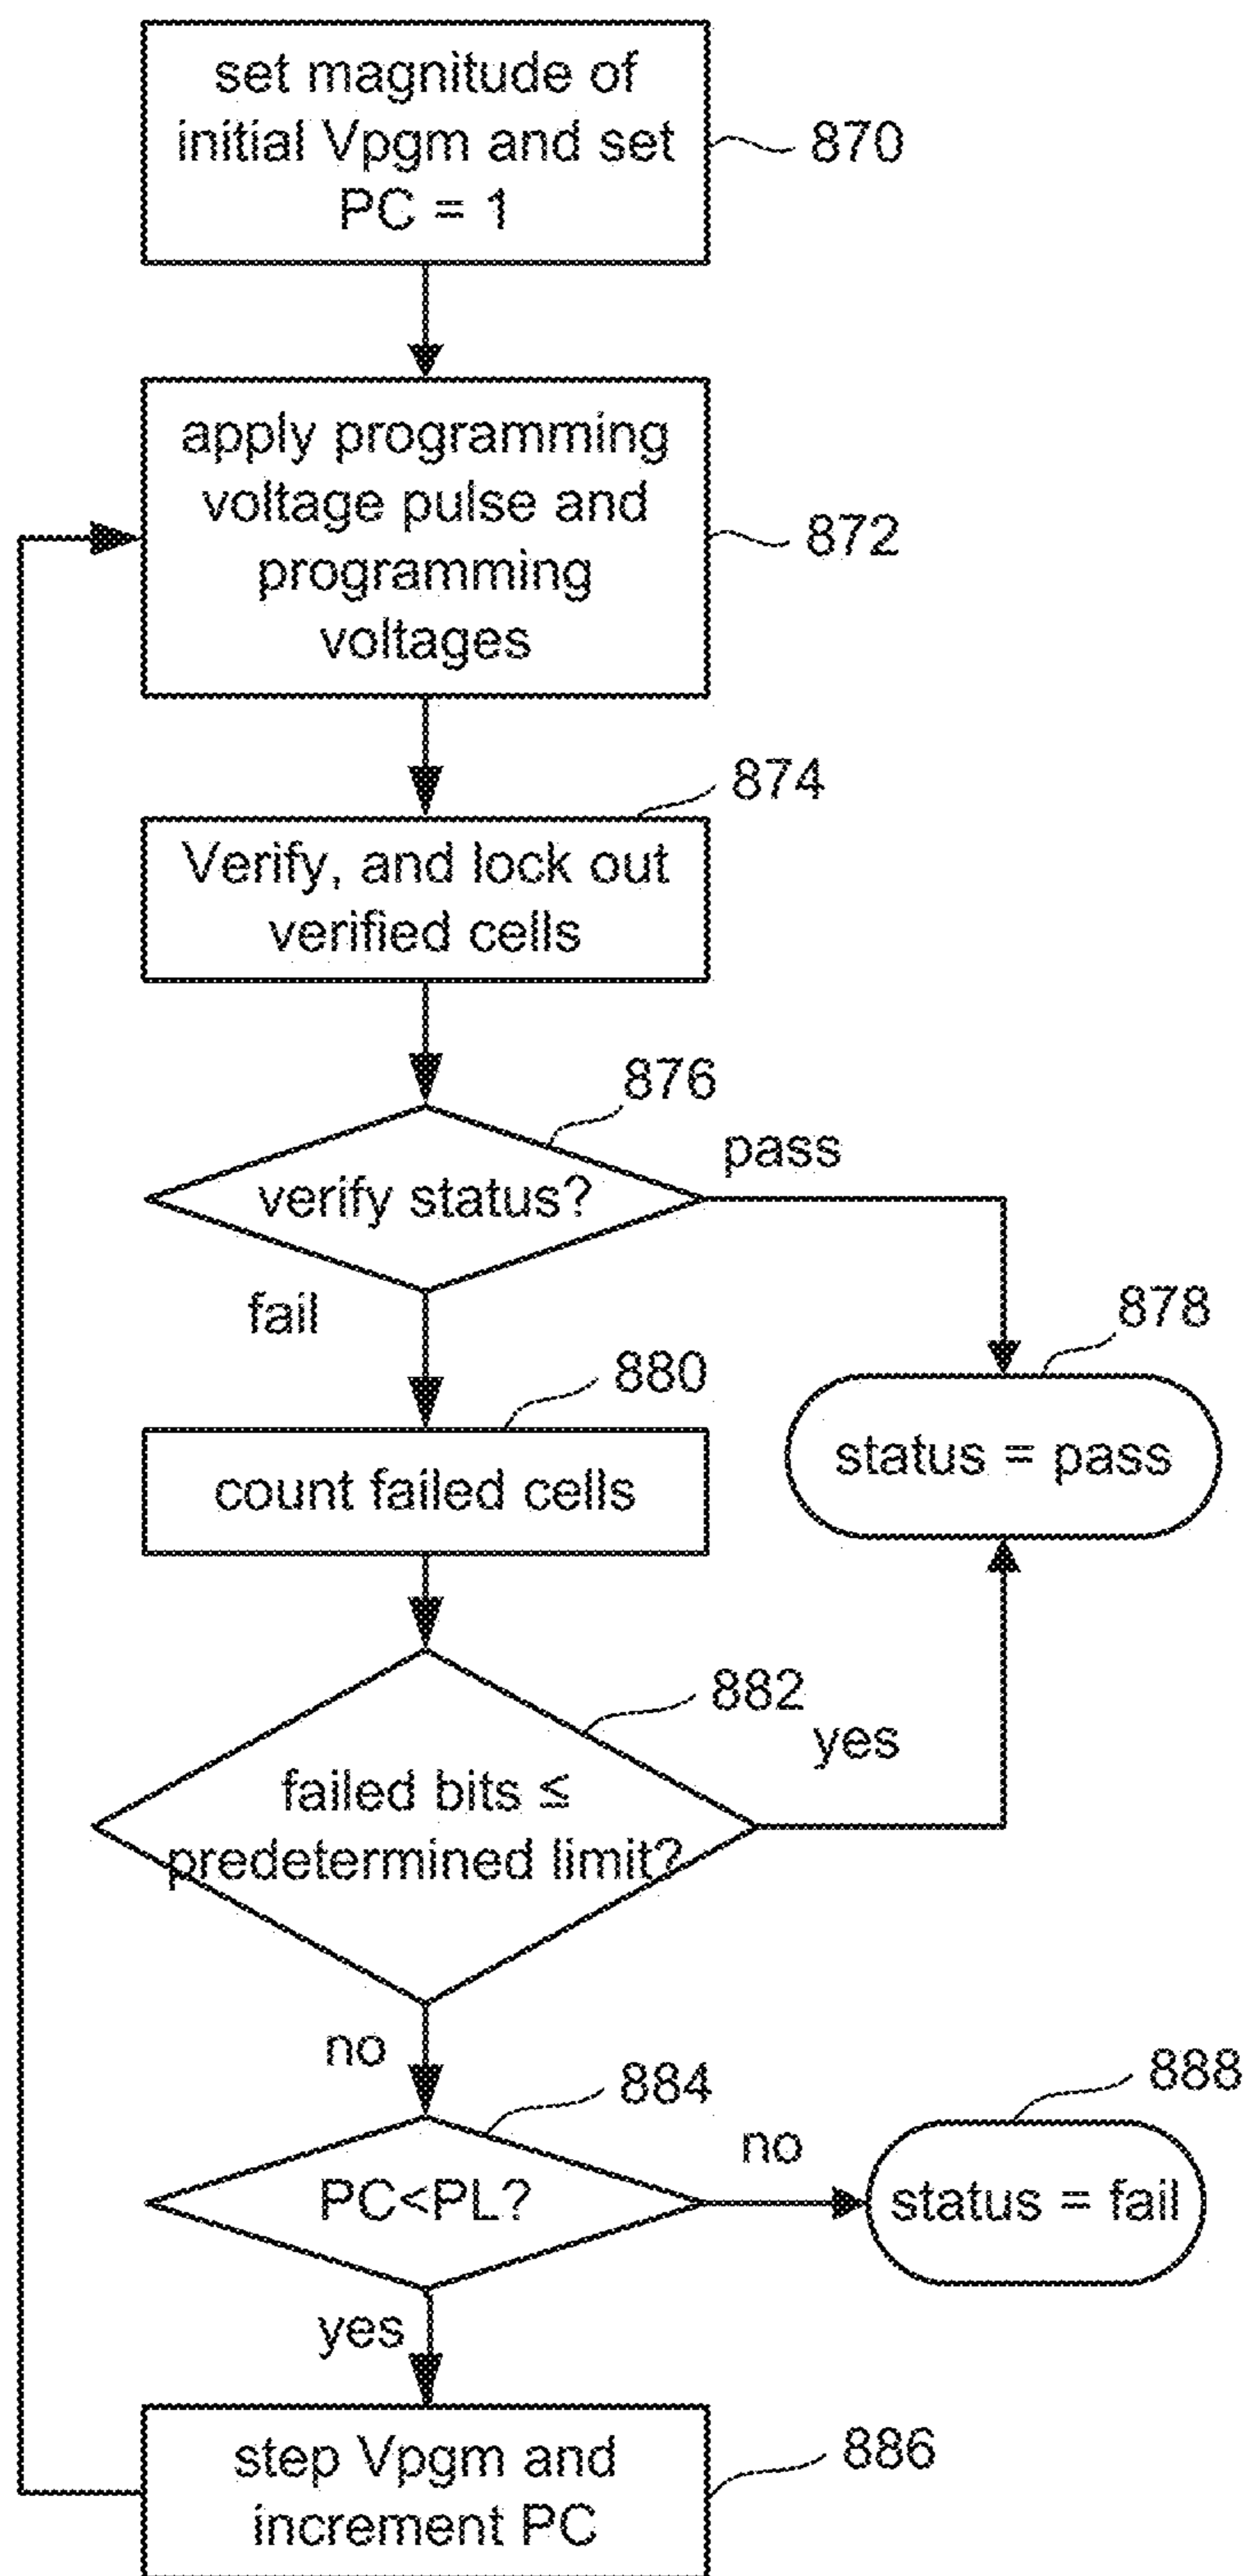 set magnitude of
initial Vpgm and set
PC = 1
870
apply programming
voltage pulse and
programming
voltages
872
874
Verify, and lock out
verified cells
876
pass
verify status?
fail
878
880
status = pass
count failed cells
882
yes
failed bits ≤
predetermined limit?
no
884
888
no
PC<PL?
status = fail
yes
step Vpgm and
increment PC
886